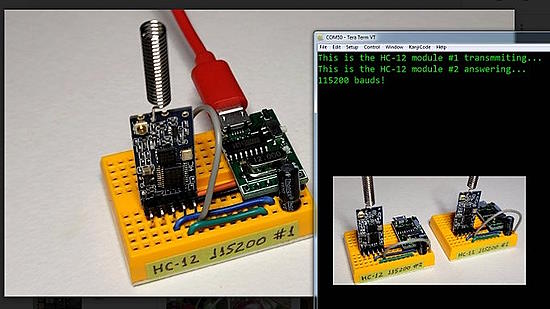 HC-12 115200 #1
COM50 - Tera Term VT
File Edit Setup Control Window KanjiCode Help
This is the HC-12 module #1 transmmiting...
This is the HC-12 module #2 answering...
115200 bauds!
HC-12 115200 #2
HC-12 115200 #1